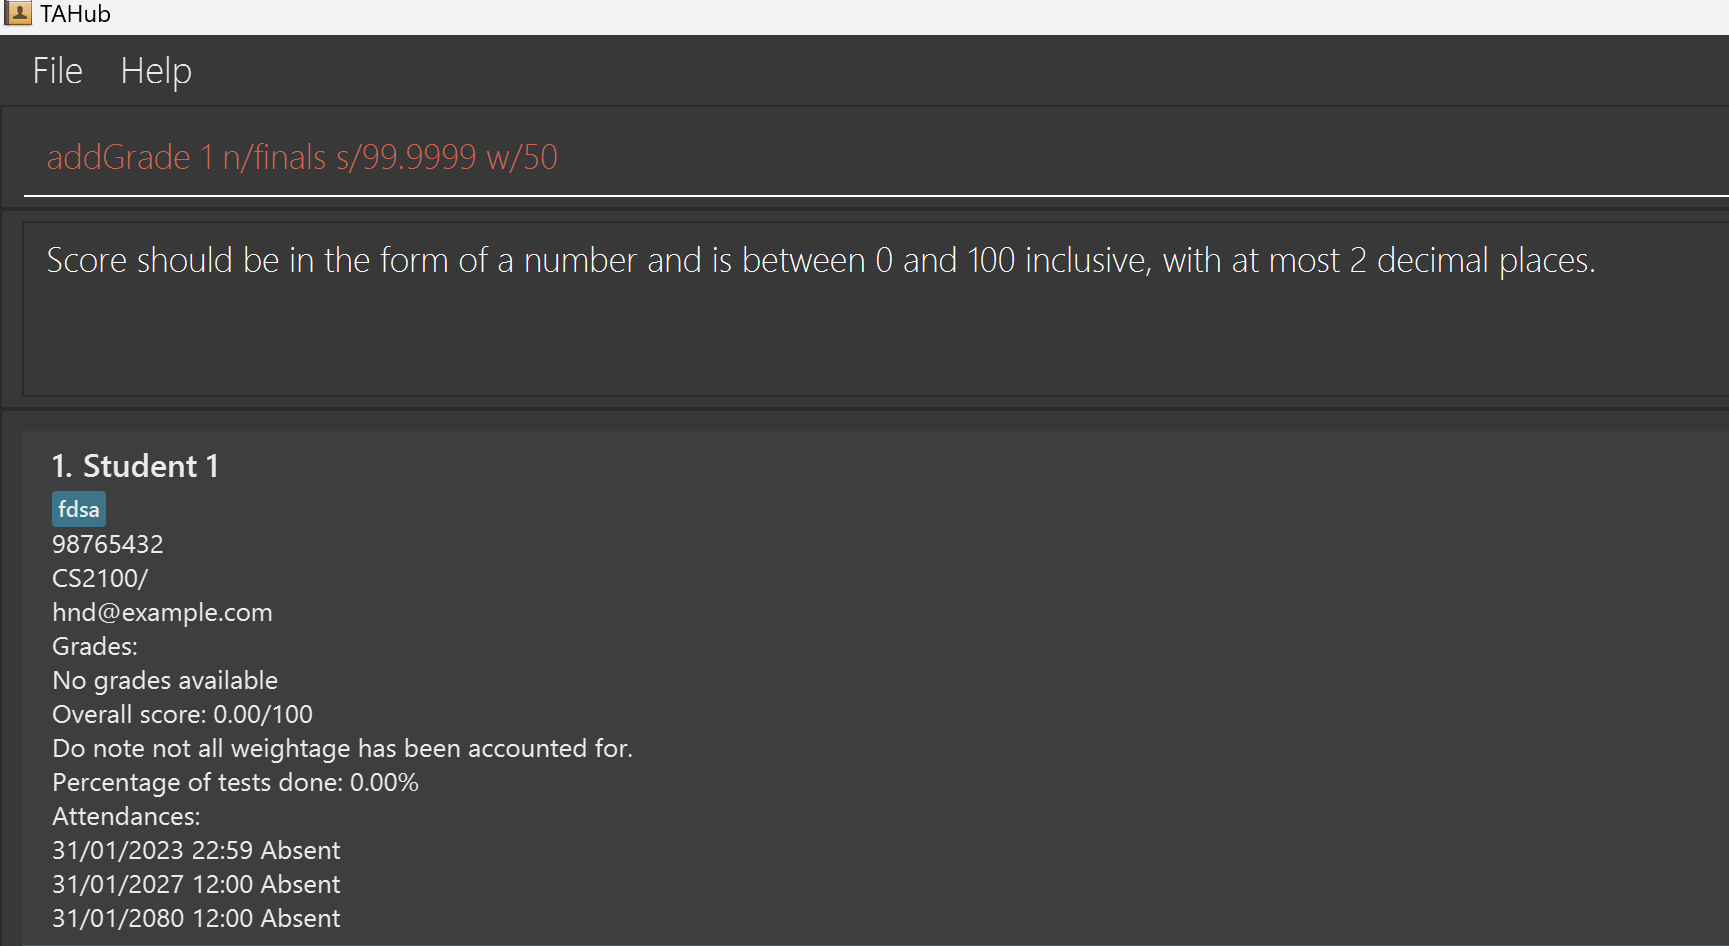 TAHub
File Help
addGrade 1 n/finals s/99.9999 w/50
Score should be in the form of a number and is between 0 and 100 inclusive, with at most 2 decimal places.
1. Student 1
fdsa
98765432
CS2100/
hnd@example.com
Grades:
No grades available
Overall score: 0.00/100
Do note not all weightage has been accounted for.
Percentage of tests done: 0.00%
Attendances:
31/01/2023 22:59 Absent
31/01/2027 12:00 Absent
31/01/2080 12:00 Absent